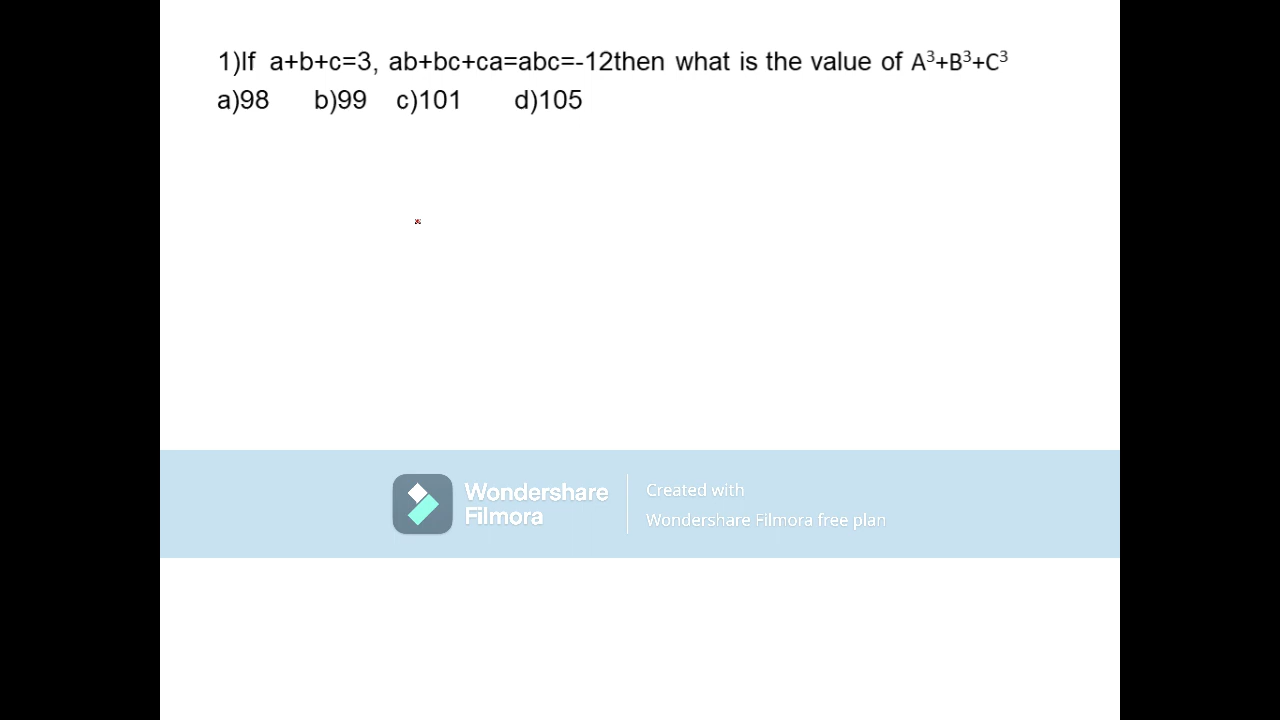 1)If a+b+c=3, ab+bc+ca=abc=-12then what is the value of A³+B³+C³
a)98 b)99 c)101 d)105
Wondershare
Filmora
Created with
Wondershare Filmora free plan